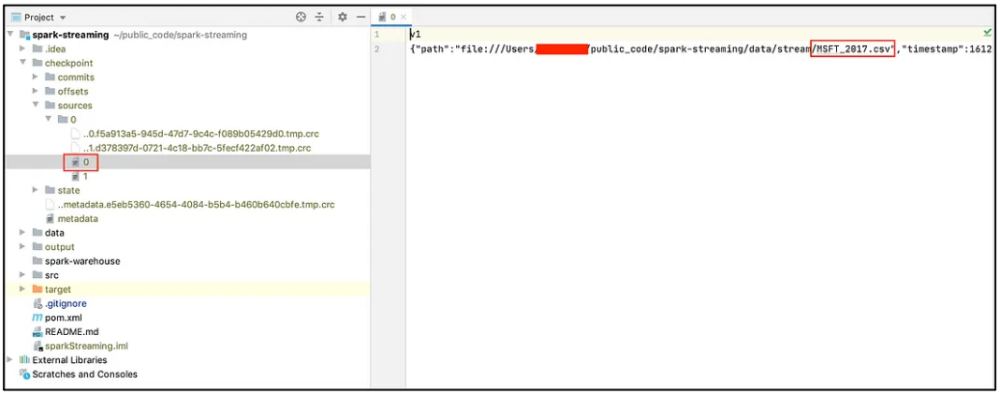 Project
0
spark-streaming ~/public_code/spark-streaming
.idea
checkpoint
commits
offsets
sources
0
..0.f5a913a5-945d-47d7-9c4c-f089b05429d0.tmp.crc
..1.d378397d-0721-4c18-bb7c-5fecf422af02.tmp.crc
0
1
state
..metadata.e5eb5360-4654-4084-b5b4-b460b640cbfe.tmp.crc
metadata
data
output
spark-warehouse
src
target
.gitignore
pom.xml
README.md
sparkStreaming.iml
External Libraries
Scratches and Consoles
1 v1
2 {"path":"file:///Users/ /public_code/spark-streaming/data/stream/MSFT_2017.csv","timestamp":1612